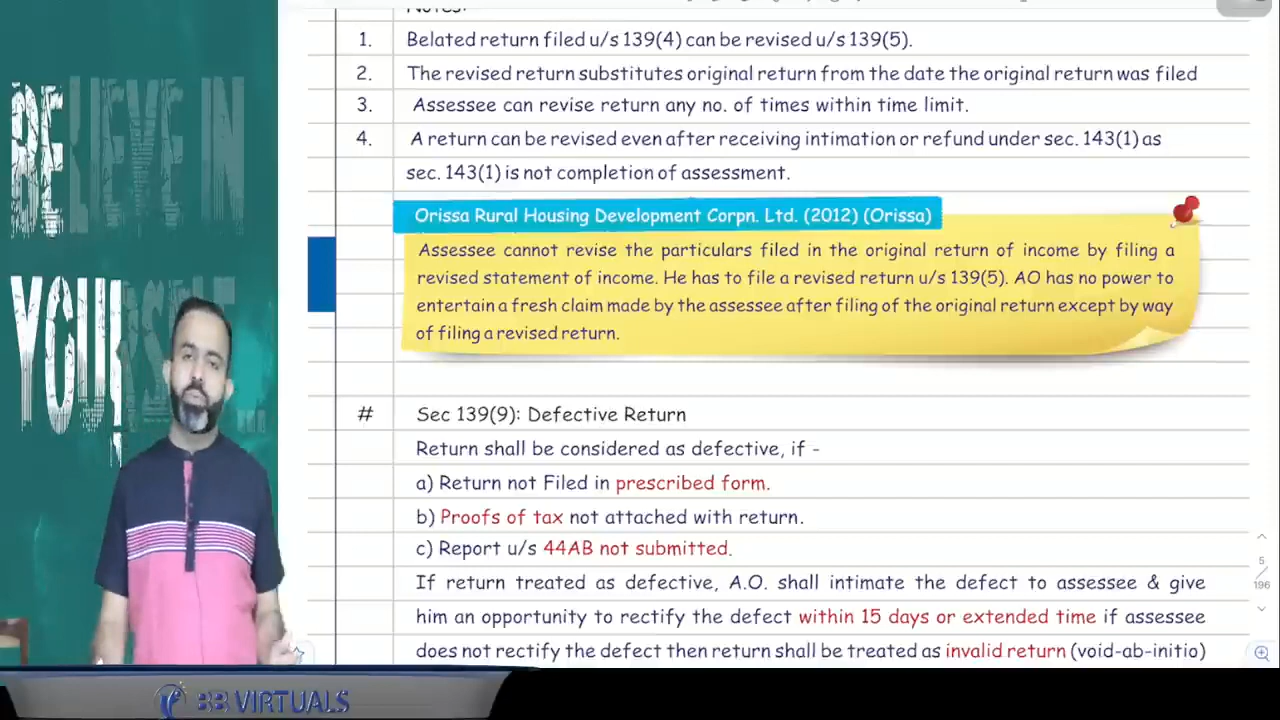 Notes:
1. Belated return filed u/s 139(4) can be revised u/s 139(5).
2. The revised return substitutes original return from the date the original return was filed
3. Assessee can revise return any no. of times within time limit.
4. A return can be revised even after receiving intimation or refund under sec. 143(1) as
sec. 143(1) is not completion of assessment.
Orissa Rural Housing Development Corpn. Ltd. (2012) (Orissa)
Assessee cannot revise the particulars filed in the original return of income by filing a
revised statement of income. He has to file a revised return u/s 139(5). AO has no power to
entertain a fresh claim made by the assessee after filing of the original return except by way
of filing a revised return.
# Sec 139(9): Defective Return
Return shall be considered as defective, if -
a) Return not Filed in prescribed form.
b) Proofs of tax not attached with return.
c) Report u/s 44AB not submitted.
If return treated as defective, A.O. shall intimate the defect to assessee & give
him an opportunity to rectify the defect within 15 days or extended time if assessee
does not rectify the defect then return shall be treated as invalid return (void-ab-initio)
5
196
BELIEVE IN
BB VIRTUALS